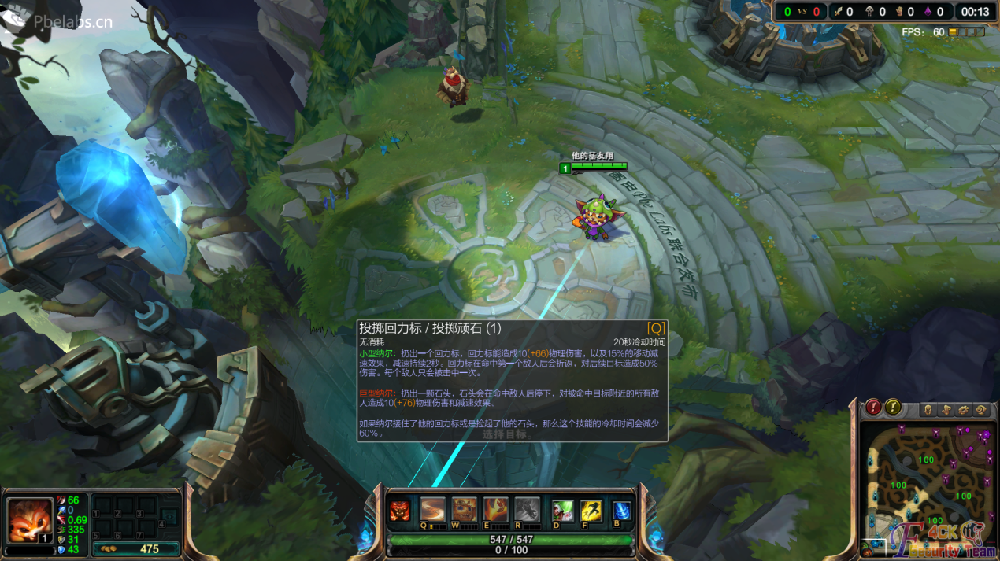 Pbelabs.cn
0 VS 0 0 0 0 0 00:13
FPS: 60
他的基友翔
1
Pbe Labs 联合发布
投掷回力标 / 投掷顽石 (1) [Q]
无消耗 20秒冷却时间
小型纳尔：扔出一个回力标，回力标能造成10(+66)物理伤害，以及15%的移动减
速效果，减速持续2秒。回力标在命中第一个敌人后会折返，对后续目标造成50%
伤害。每个敌人只会被击中一次。
巨型纳尔：扔出一颗石头，石头会在命中敌人后停下，对被命中目标附近的所有敌
人造成10(+76)物理伤害和减速效果。
如果纳尔接住了他的回力标或是捡起了他的石头，那么这个技能的冷却时间会减少
60%。
选择目标。
100
100
100
100
F4CK
Security Team
66
0
0.69
335
31
43
1
1 2 3 4
5 6 7
475
Q W E R D F B
547 / 547
0 / 100